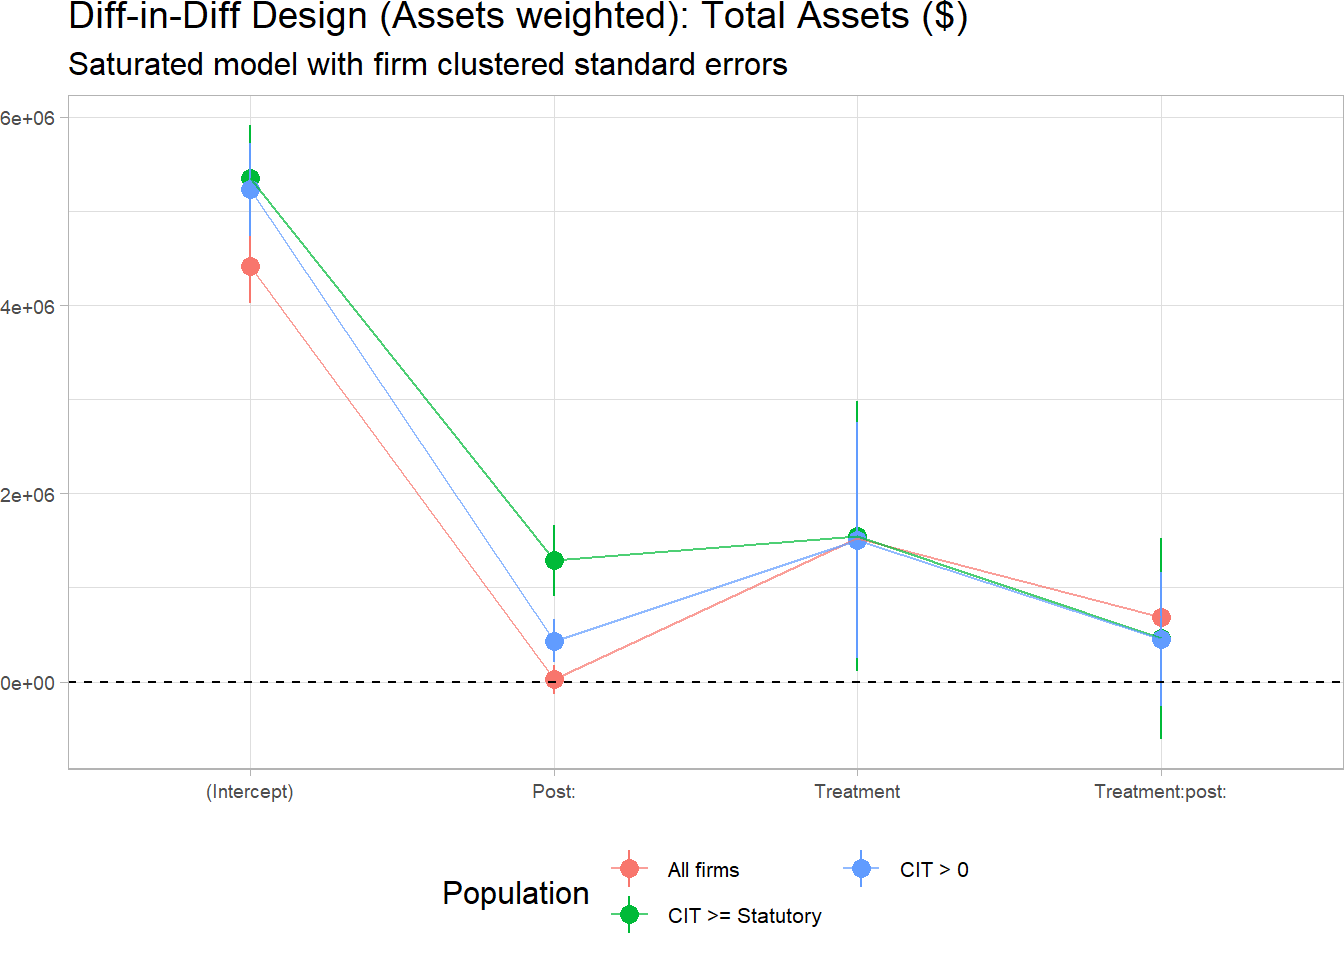 Diff-in-Diff Design (Assets weighted): Total Assets ($)
Saturated model with firm clustered standard errors
6e+06
4e+06
2e+06
0e+00
(Intercept) Post: Treatment Treatment:post:
Population
All firms
CIT > 0
CIT >= Statutory